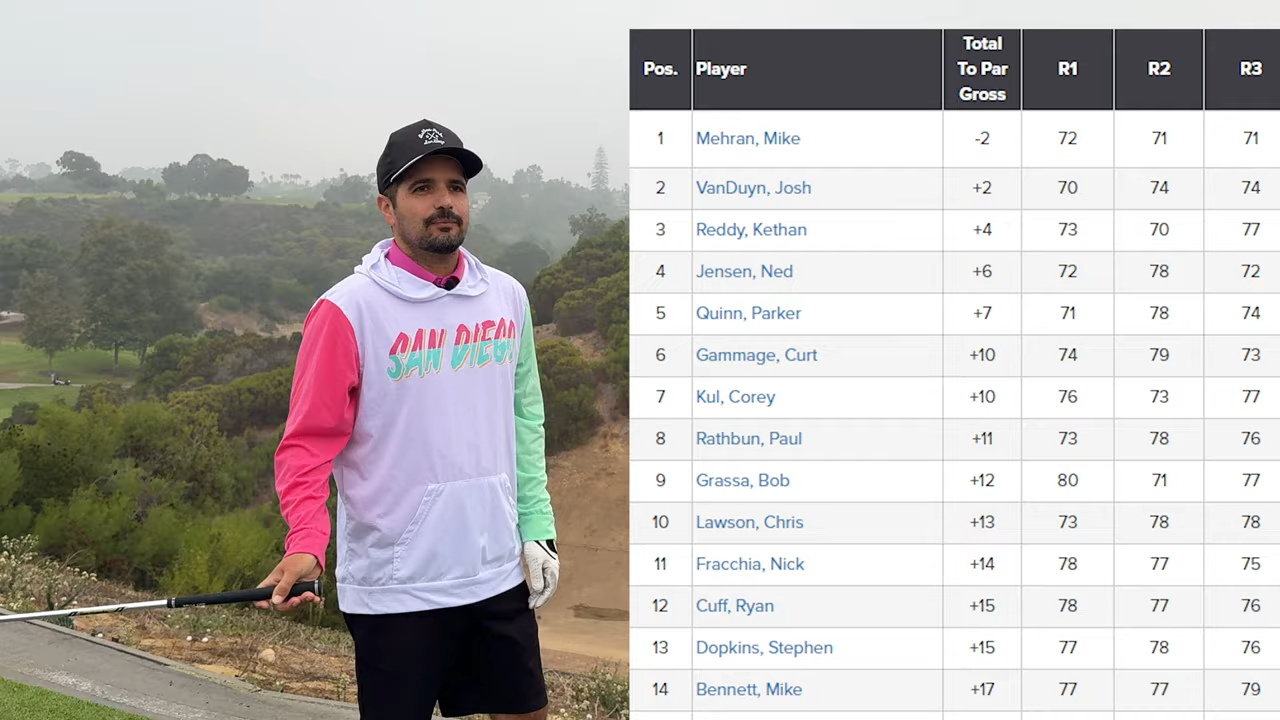 SAN DIEGO
Pos. Player Total To Par Gross R1 R2 R3
1 Mehran, Mike -2 72 71 71
2 VanDuyn, Josh +2 70 74 74
3 Reddy, Kethan +4 73 70 77
4 Jensen, Ned +6 72 78 72
5 Quinn, Parker +7 71 78 74
6 Gammage, Curt +10 74 79 73
7 Kul, Corey +10 76 73 77
8 Rathbun, Paul +11 73 78 76
9 Grassa, Bob +12 80 71 77
10 Lawson, Chris +13 73 78 78
11 Fracchia, Nick +14 78 77 75
12 Cuff, Ryan +15 78 77 76
13 Dopkins, Stephen +15 77 78 76
14 Bennett, Mike +17 77 77 79